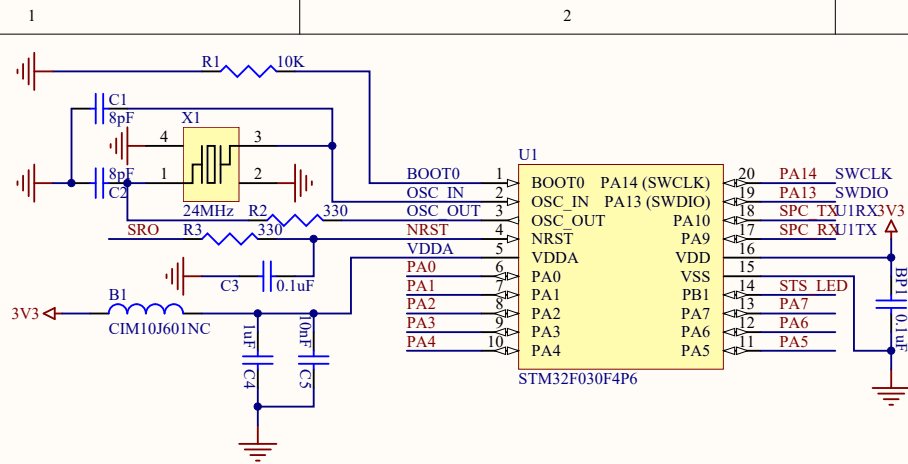 1 2
R1 10K
C1
8pF X1
4 3
8pF 1 2
C2
24MHz R2 330
SRO R3 330
C3 0.1uF
B1
3V3
CIM10J601NC
1uF C4
10nF C5
U1
BOOT0 1 BOOT0 PA14 (SWCLK) 20 PA14 SWCLK
OSC_IN 2 OSC_IN PA13 (SWDIO) 19 PA13 SWDIO
OSC_OUT 3 OSC_OUT PA10 18 SPC_TX U1RX 3V3
NRST 4 NRST PA9 17 SPC_RX U1TX
VDDA 5 VDDA VDD 16
PA0 6 PA0 VSS 15
PA1 7 PA1 PB1 14 STS_LED
PA2 8 PA2 PA7 13 PA7
PA3 9 PA3 PA6 12 PA6
PA4 10 PA4 PA5 11 PA5
STM32F030F4P6
BP1 0.1uF